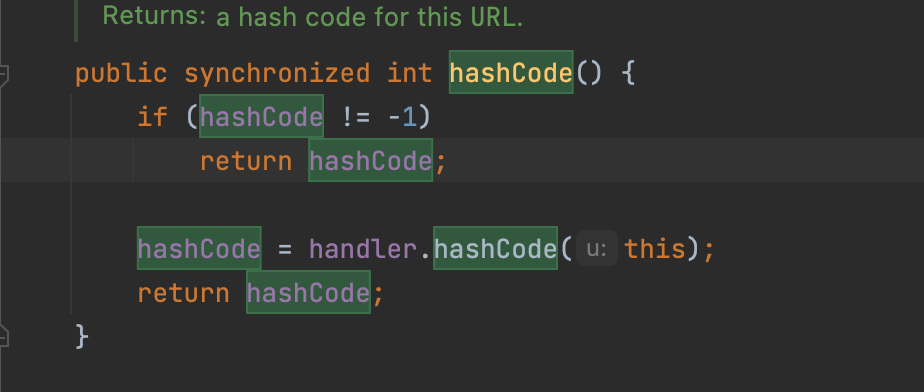 Returns: a hash code for this URL.
public synchronized int hashCode() {
if (hashCode != -1)
return hashCode;
hashCode = handler.hashCode( u: this);
return hashCode;
}